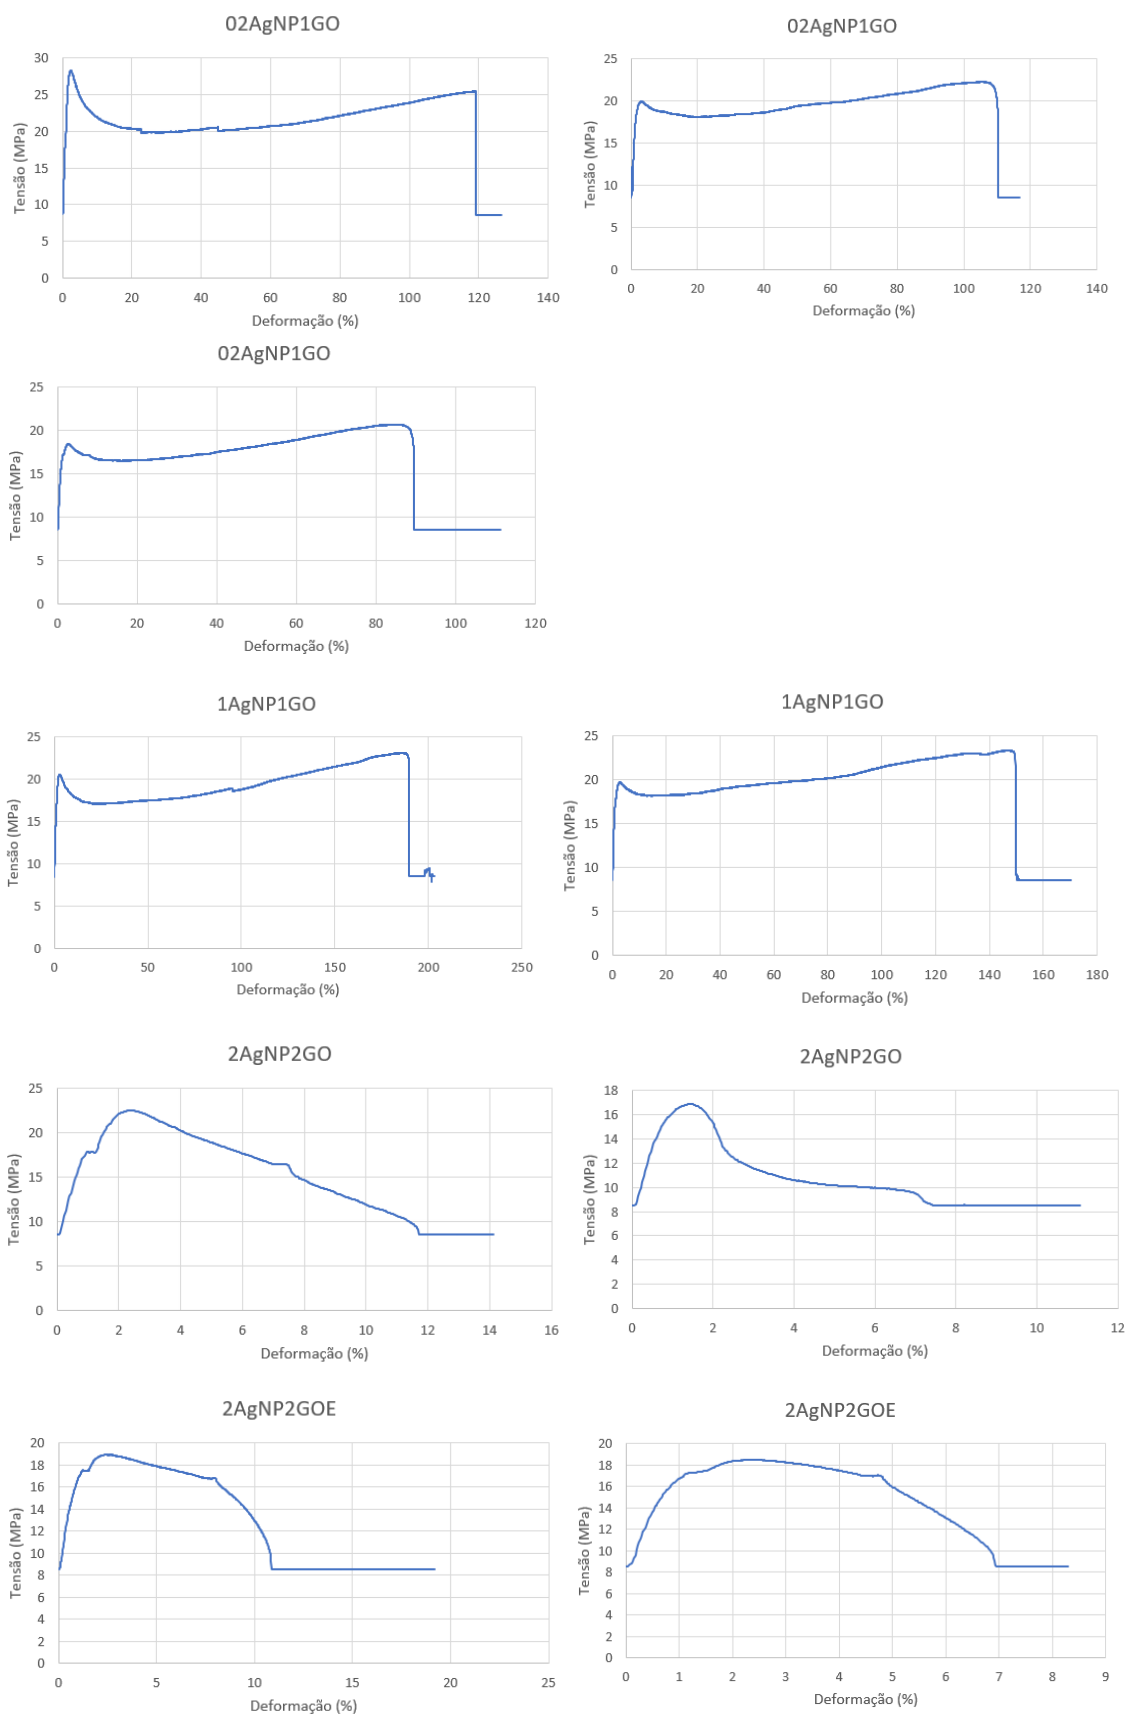 02AgNP1GO
30
25
20
15
10
5
0
Tensão (MPa)
0 20 40 60 80 100 120 140
Deformação (%)
02AgNP1GO
25
20
15
10
5
0
Tensão (MPa)
0 20 40 60 80 100 120 140
Deformação (%)
02AgNP1GO
25
20
15
10
5
0
Tensão (MPa)
0 20 40 60 80 100 120
Deformação (%)
1AgNP1GO
25
20
15
10
5
0
Tensão (MPa)
0 50 100 150 200 250
Deformação (%)
1AgNP1GO
25
20
15
10
5
0
Tensão (MPa)
0 20 40 60 80 100 120 140 160 180
Deformação (%)
2AgNP2GO
25
20
15
10
5
0
Tensão (MPa)
0 2 4 6 8 10 12 14 16
Deformação (%)
2AgNP2GO
18
16
14
12
10
8
6
4
2
0
Tensão (MPa)
0 2 4 6 8 10 12
Deformação (%)
2AgNP2GOE
20
18
16
14
12
10
8
6
4
2
0
Tensão (MPa)
0 5 10 15 20 25
Deformação (%)
2AgNP2GOE
20
18
16
14
12
10
8
6
4
2
0
Tensão (MPa)
0 1 2 3 4 5 6 7 8 9
Deformação (%)